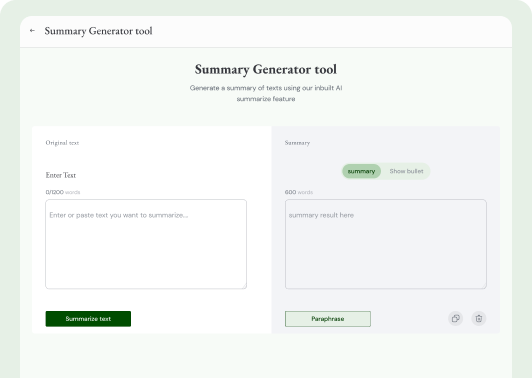 ← Summary Generator tool
Summary Generator tool
Generate a summary of texts using our inbuilt AI
summarize feature
Original text
Enter Text
0/1200 words
Enter or paste text you want to summarize...
Summarize text
Summary
summary Show bullet
600 words
summary result here
Paraphrase